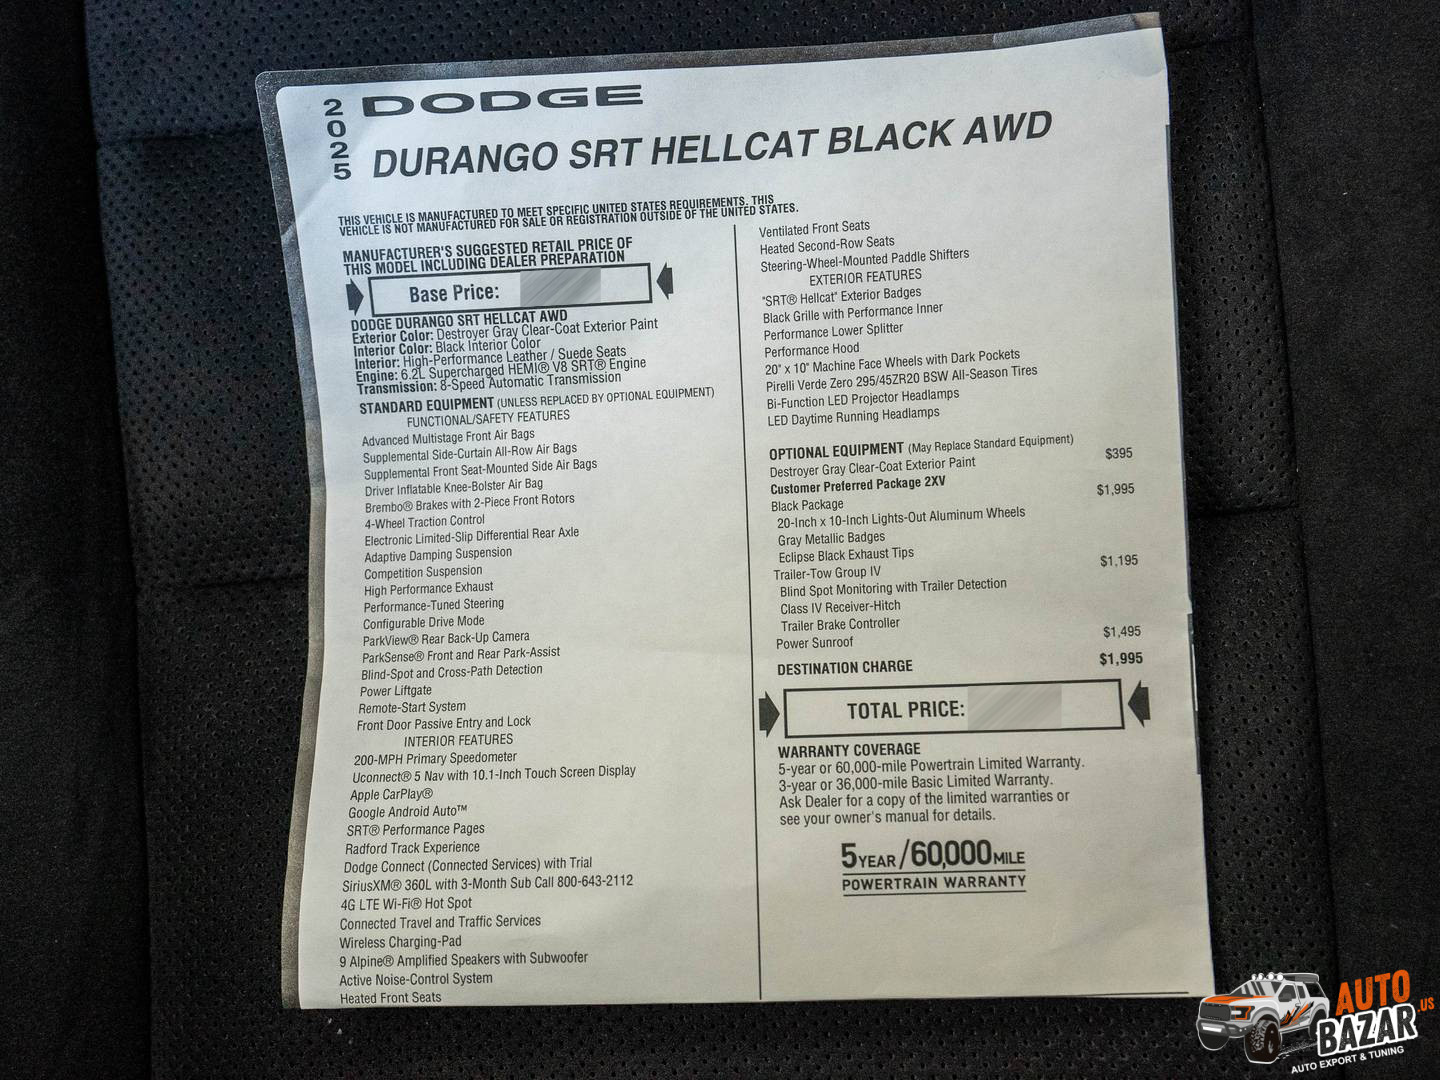 2025
DODGE
DURANGO SRT HELLCAT BLACK AWD
THIS VEHICLE IS MANUFACTURED TO MEET SPECIFIC UNITED STATES REQUIREMENTS. THIS
VEHICLE IS NOT MANUFACTURED FOR SALE OR REGISTRATION OUTSIDE OF THE UNITED STATES.
MANUFACTURER'S SUGGESTED RETAIL PRICE OF
THIS MODEL INCLUDING DEALER PREPARATION
Base Price:
DODGE DURANGO SRT HELLCAT AWD
Exterior Color: Destroyer Gray Clear-Coat Exterior Paint
Interior Color: Black Interior Color
Interior: High-Performance Leather / Suede Seats
Engine: 6.2L Supercharged HEMI® V8 SRT® Engine
Transmission: 8-Speed Automatic Transmission
STANDARD EQUIPMENT (UNLESS REPLACED BY OPTIONAL EQUIPMENT)
FUNCTIONAL/SAFETY FEATURES
Advanced Multistage Front Air Bags
Supplemental Side-Curtain All-Row Air Bags
Supplemental Front Seat-Mounted Side Air Bags
Driver Inflatable Knee-Bolster Air Bag
Brembo® Brakes with 2-Piece Front Rotors
4-Wheel Traction Control
Electronic Limited-Slip Differential Rear Axle
Adaptive Damping Suspension
Competition Suspension
High Performance Exhaust
Performance-Tuned Steering
Configurable Drive Mode
ParkView® Rear Back-Up Camera
ParkSense® Front and Rear Park-Assist
Blind-Spot and Cross-Path Detection
Power Liftgate
Remote-Start System
Front Door Passive Entry and Lock
INTERIOR FEATURES
200-MPH Primary Speedometer
Uconnect® 5 Nav with 10.1-Inch Touch Screen Display
Apple CarPlay®
Google Android Auto™
SRT® Performance Pages
Radford Track Experience
Dodge Connect (Connected Services) with Trial
SiriusXM® 360L with 3-Month Sub Call 800-643-2112
4G LTE Wi-Fi® Hot Spot
Connected Travel and Traffic Services
Wireless Charging-Pad
9 Alpine® Amplified Speakers with Subwoofer
Active Noise-Control System
Heated Front Seats
Ventilated Front Seats
Heated Second-Row Seats
Steering-Wheel-Mounted Paddle Shifters
EXTERIOR FEATURES
"SRT® Hellcat" Exterior Badges
Black Grille with Performance Inner
Performance Lower Splitter
Performance Hood
20" x 10" Machine Face Wheels with Dark Pockets
Pirelli Verde Zero 295/45ZR20 BSW All-Season Tires
Bi-Function LED Projector Headlamps
LED Daytime Running Headlamps
OPTIONAL EQUIPMENT (May Replace Standard Equipment)
Destroyer Gray Clear-Coat Exterior Paint $395
Customer Preferred Package 2XV
Black Package $1,995
20-Inch x 10-Inch Lights-Out Aluminum Wheels
Gray Metallic Badges
Eclipse Black Exhaust Tips
Trailer-Tow Group IV $1,195
Blind Spot Monitoring with Trailer Detection
Class IV Receiver-Hitch
Trailer Brake Controller
Power Sunroof $1,495
DESTINATION CHARGE $1,995
TOTAL PRICE:
WARRANTY COVERAGE
5-year or 60,000-mile Powertrain Limited Warranty.
3-year or 36,000-mile Basic Limited Warranty.
Ask Dealer for a copy of the limited warranties or
see your owner's manual for details.
5 YEAR / 60,000 MILE
POWERTRAIN WARRANTY
AUTO
BAZAR.US
AUTO EXPORT & TUNING